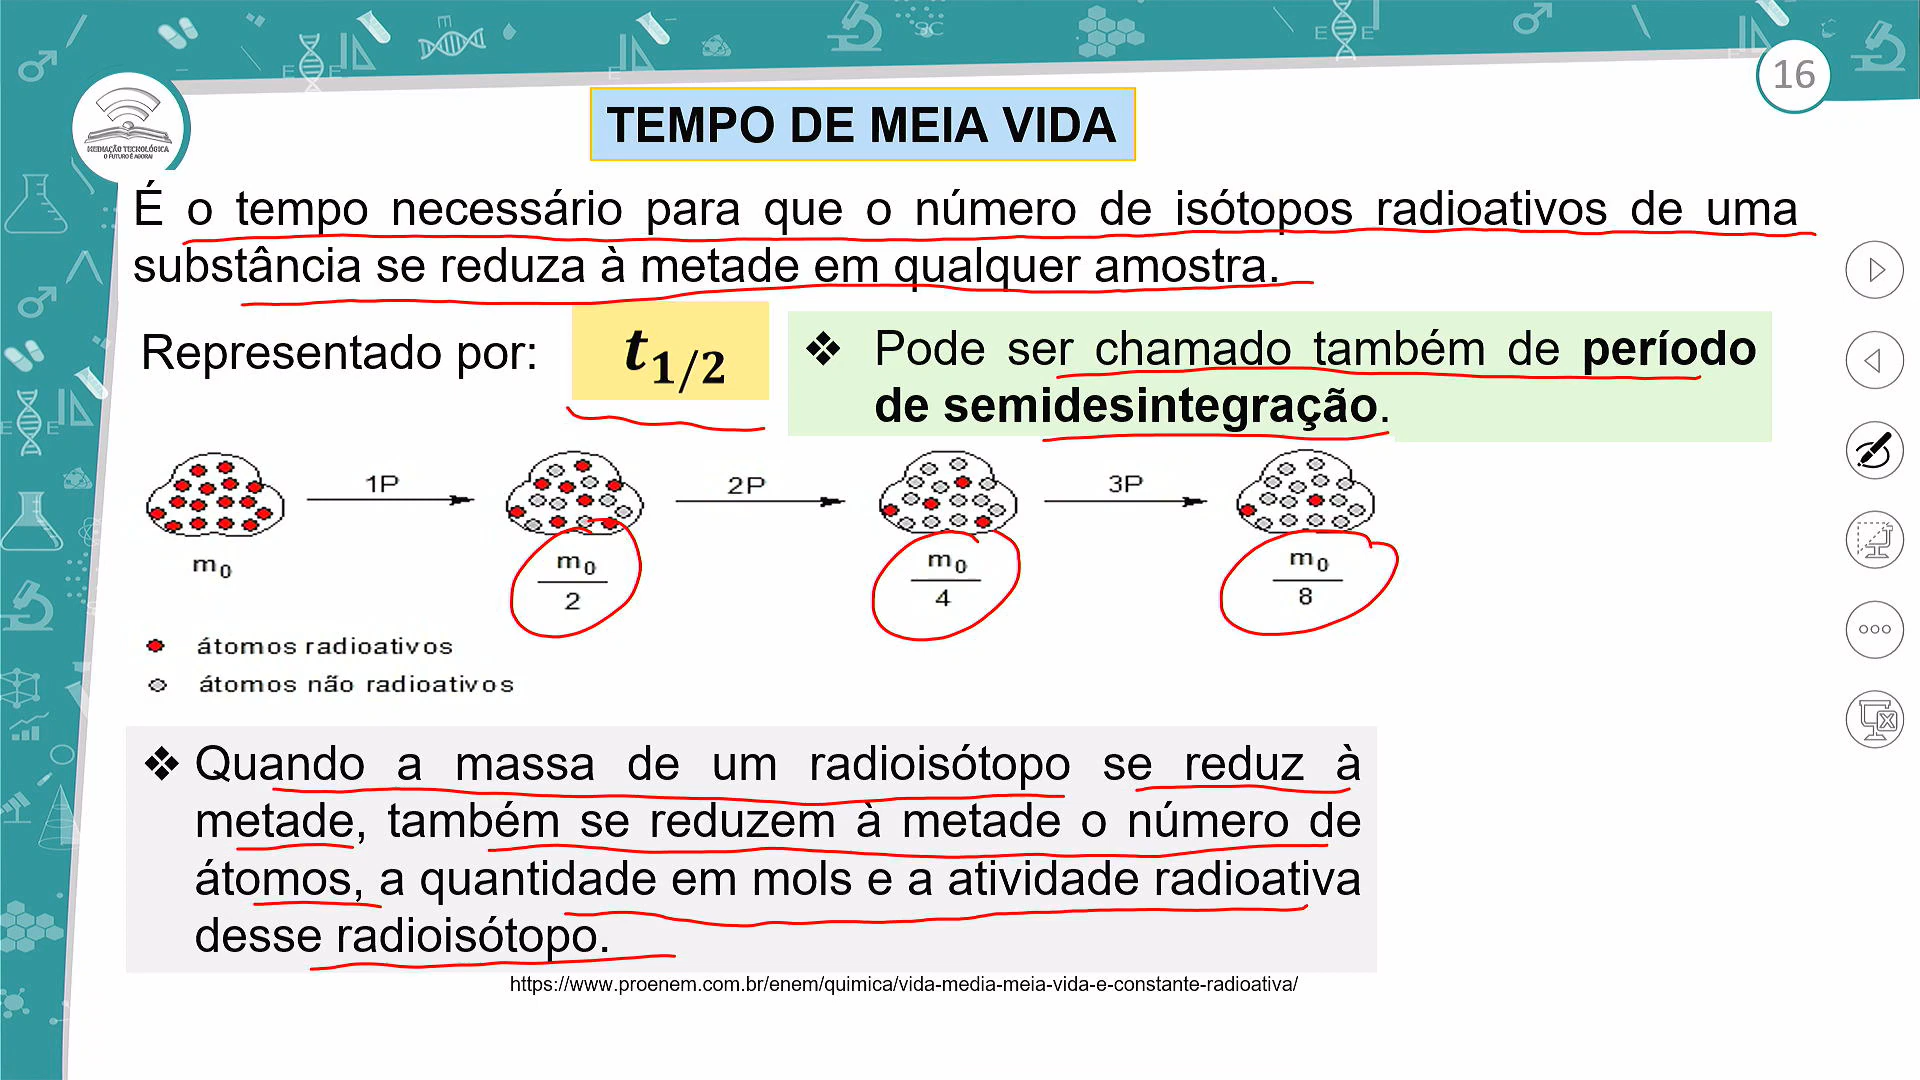 16
MEDIAÇÃO TECNOLÓGICA
O FUTURO É AGORA!
TEMPO DE MEIA VIDA
É o tempo necessário para que o número de isótopos radioativos de uma
substância se reduza à metade em qualquer amostra.
Representado por:
t1/2
❖ Pode ser chamado também de período
de semidesintegração.
1P
2P
3P
m0
m0/2
m0/4
m0/8
átomos radioativos
átomos não radioativos
❖ Quando a massa de um radioisótopo se reduz à
metade, também se reduzem à metade o número de
átomos, a quantidade em mols e a atividade radioativa
desse radioisótopo.
https://www.proenem.com.br/enem/quimica/vida-media-meia-vida-e-constante-radioativa/